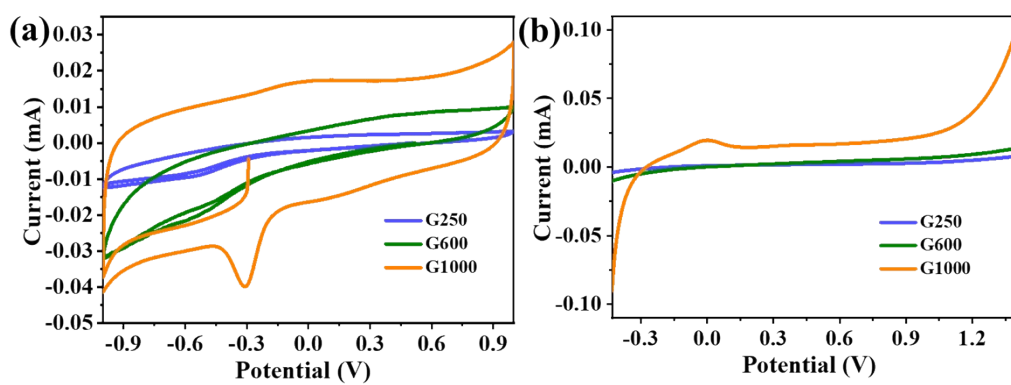 (a)
Current (mA)
0.03
0.02
0.01
0.00
-0.01
-0.02
-0.03
-0.04
-0.05
G250
G600
G1000
-0.9 -0.6 -0.3 0.0 0.3 0.6 0.9
Potential (V)
(b)
Current (mA)
0.10
0.05
0.00
-0.05
-0.10
G250
G600
G1000
-0.3 0.0 0.3 0.6 0.9 1.2
Potential (V)